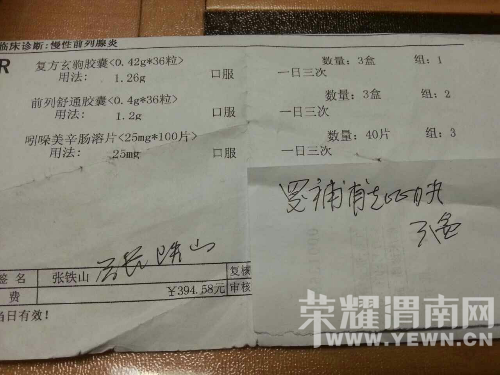 临床诊断:慢性前列腺炎
R
复方玄驹胶囊<0.42g*36粒> 数量: 3盒 组: 1
用法: 1.26g 口服 一日三次
前列舒通胶囊<0.4g*36粒> 数量: 3盒 组: 2
用法: 1.2g 口服 一日三次
吲哚美辛肠溶片<25mg*100片> 数量: 40片 组: 3
用法: 25mg 口服 一日三次
签名 张铁山 复核
费 ¥394.58元 审核
当日有效!
荣耀渭南网
WWW.YEWN.CN